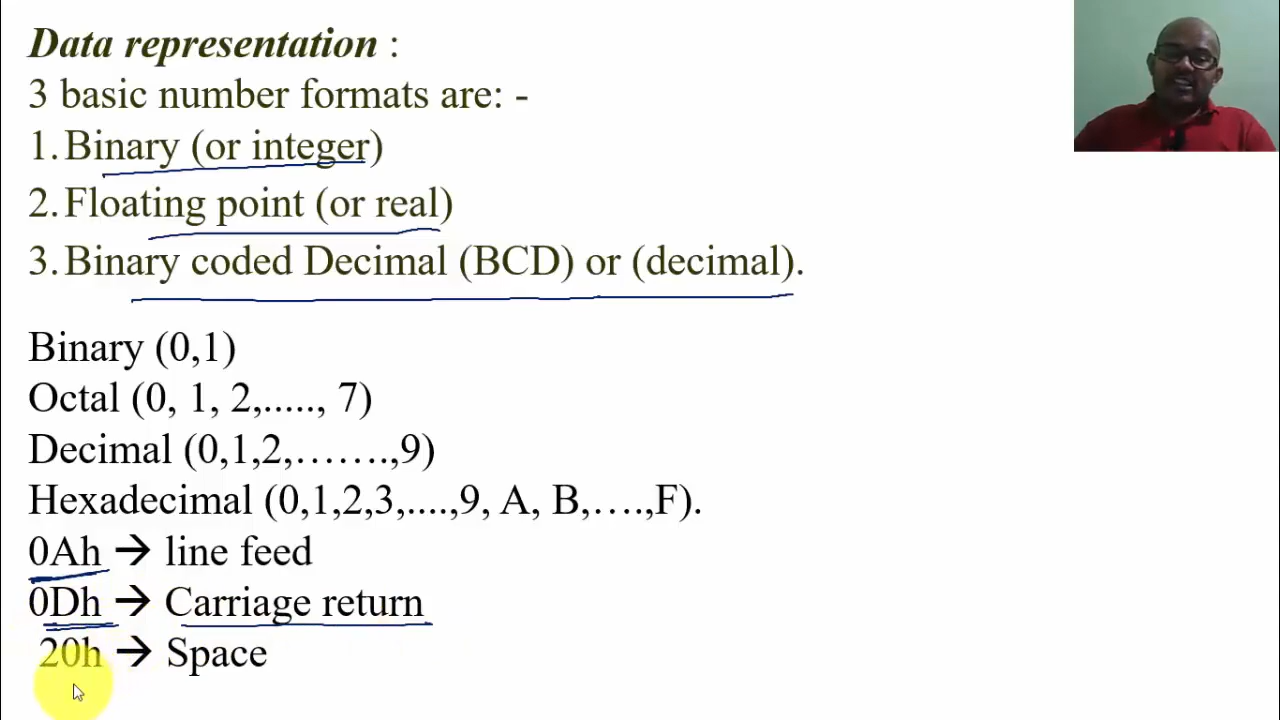 Data representation :
3 basic number formats are: -
1. Binary (or integer)
2. Floating point (or real)
3. Binary coded Decimal (BCD) or (decimal).
Binary (0,1)
Octal (0, 1, 2,....., 7)
Decimal (0,1,2,…….,9)
Hexadecimal (0,1,2,3,....,9, A, B,….,F).
0Ah → line feed
0Dh → Carriage return
20h → Space